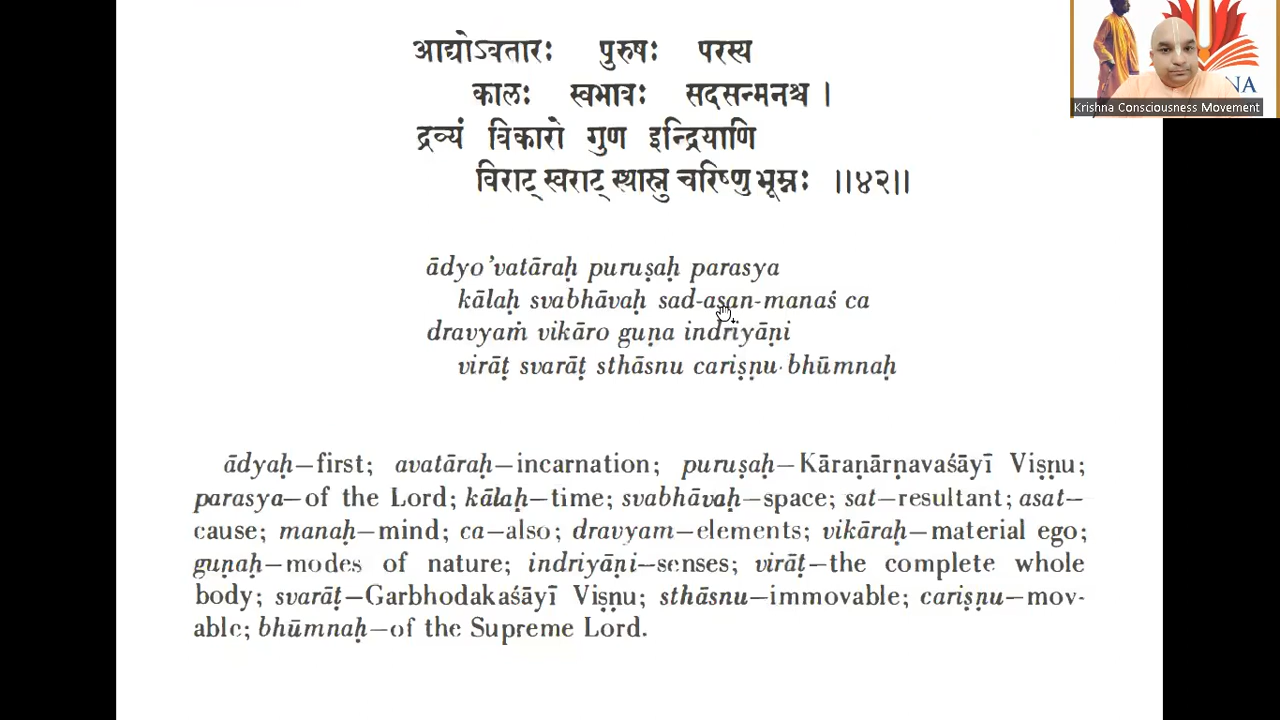 आद्योऽवतारः पुरुषः परस्य
कालः स्वभावः सदसन्मनश्च ।
द्रव्यं विकारो गुण इन्द्रियाणि
विराट् स्वराट् स्थास्नु चरिष्णु भूम्नः ।।४२।।
ādyo'vatāraḥ puruṣaḥ parasya
kālaḥ svabhāvaḥ sad-asan-manaś ca
dravyaṁ vikāro guṇa indriyāṇi
virāṭ svarāṭ sthāsnu cariṣṇu bhūmnaḥ
ādyaḥ—first; avatāraḥ—incarnation; puruṣaḥ—Kāraṇārṇavaśāyī Viṣṇu;
parasya—of the Lord; kālaḥ—time; svabhāvaḥ—space; sat—resultant; asat—
cause; manaḥ—mind; ca—also; dravyam—elements; vikāraḥ—material ego;
guṇaḥ—modes of nature; indriyāṇi—senses; virāṭ—the complete whole
body; svarāṭ—Garbhodakaśāyī Viṣṇu; sthāsnu—immovable; cariṣṇu—mov-
able; bhūmnaḥ—of the Supreme Lord.
NA
Krishna Consciousness Movement